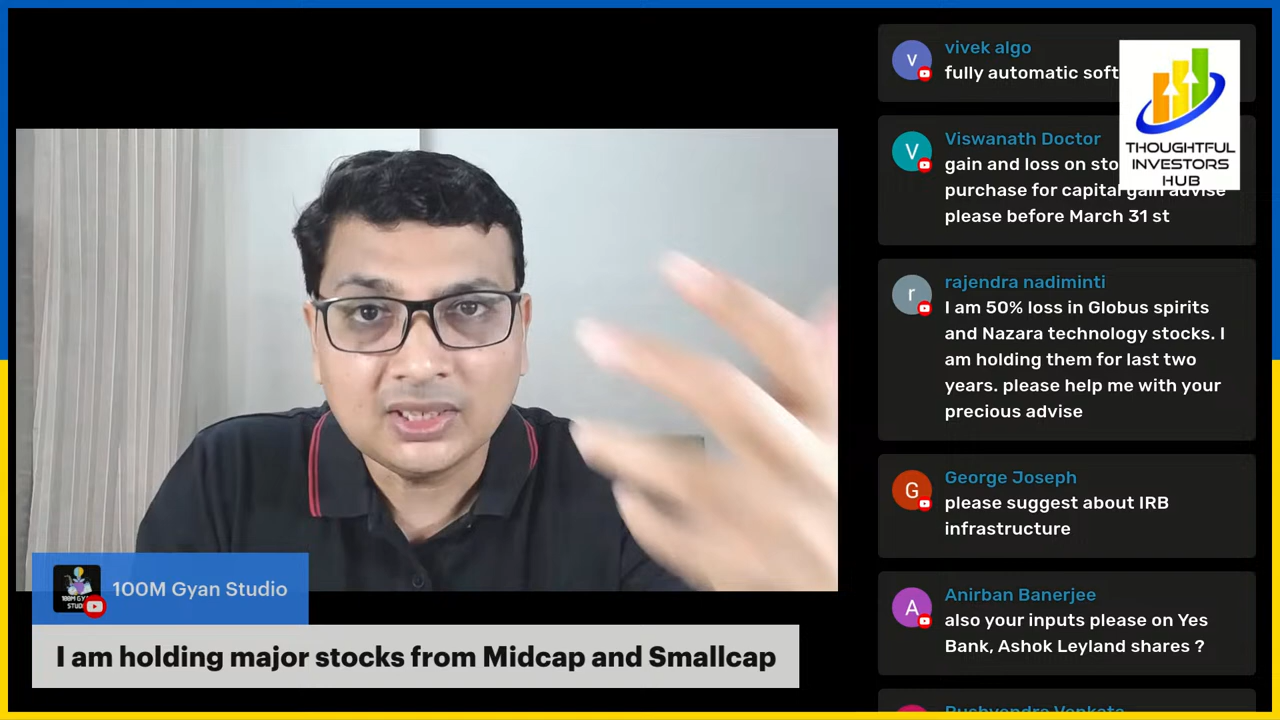 vivek algo
fully automatic soft
Viswanath Doctor
gain and loss on sto
purchase for capital gain advise
please before March 31 st
THOUGHTFUL
INVESTORS
HUB
rajendra nadiminti
I am 50% loss in Globus spirits
and Nazara technology stocks. I
am holding them for last two
years. please help me with your
precious advise
George Joseph
please suggest about IRB
infrastructure
Anirban Banerjee
also your inputs please on Yes
Bank, Ashok Leyland shares ?
100M Gyan Studio
I am holding major stocks from Midcap and Smallcap